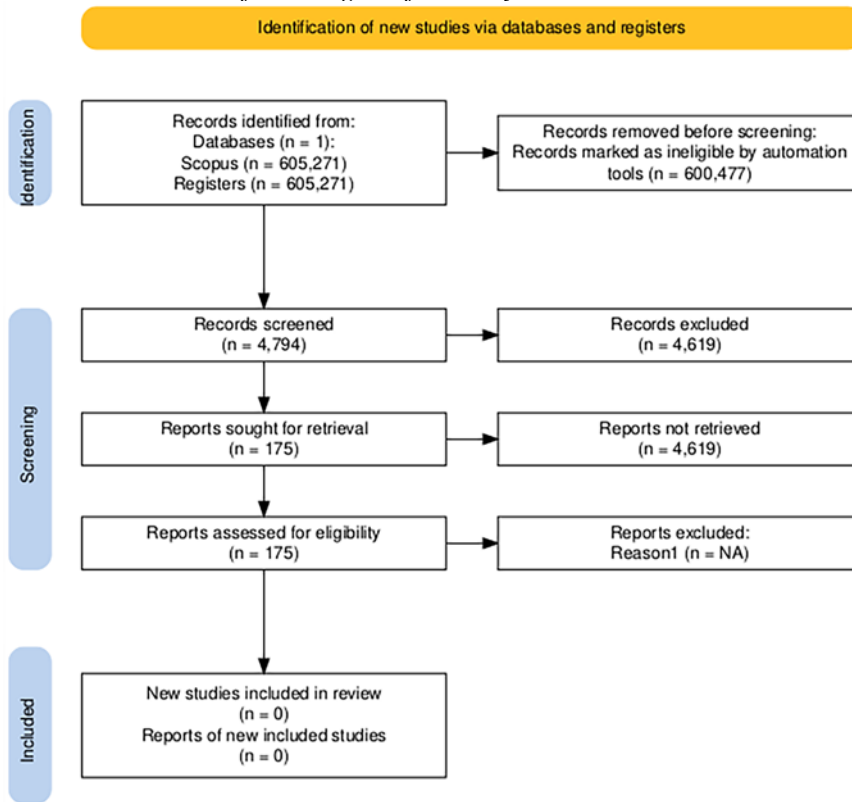 Identification of new studies via databases and registers
Identification
Records identified from:
Databases (n = 1):
Scopus (n = 605,271)
Registers (n = 605,271)
Records removed before screening:
Records marked as ineligible by automation
tools (n = 600,477)
Screening
Records screened
(n = 4,794)
Records excluded
(n = 4,619)
Reports sought for retrieval
(n = 175)
Reports not retrieved
(n = 4,619)
Reports assessed for eligibility
(n = 175)
Reports excluded:
Reason1 (n = NA)
Included
New studies included in review
(n = 0)
Reports of new included studies
(n = 0)